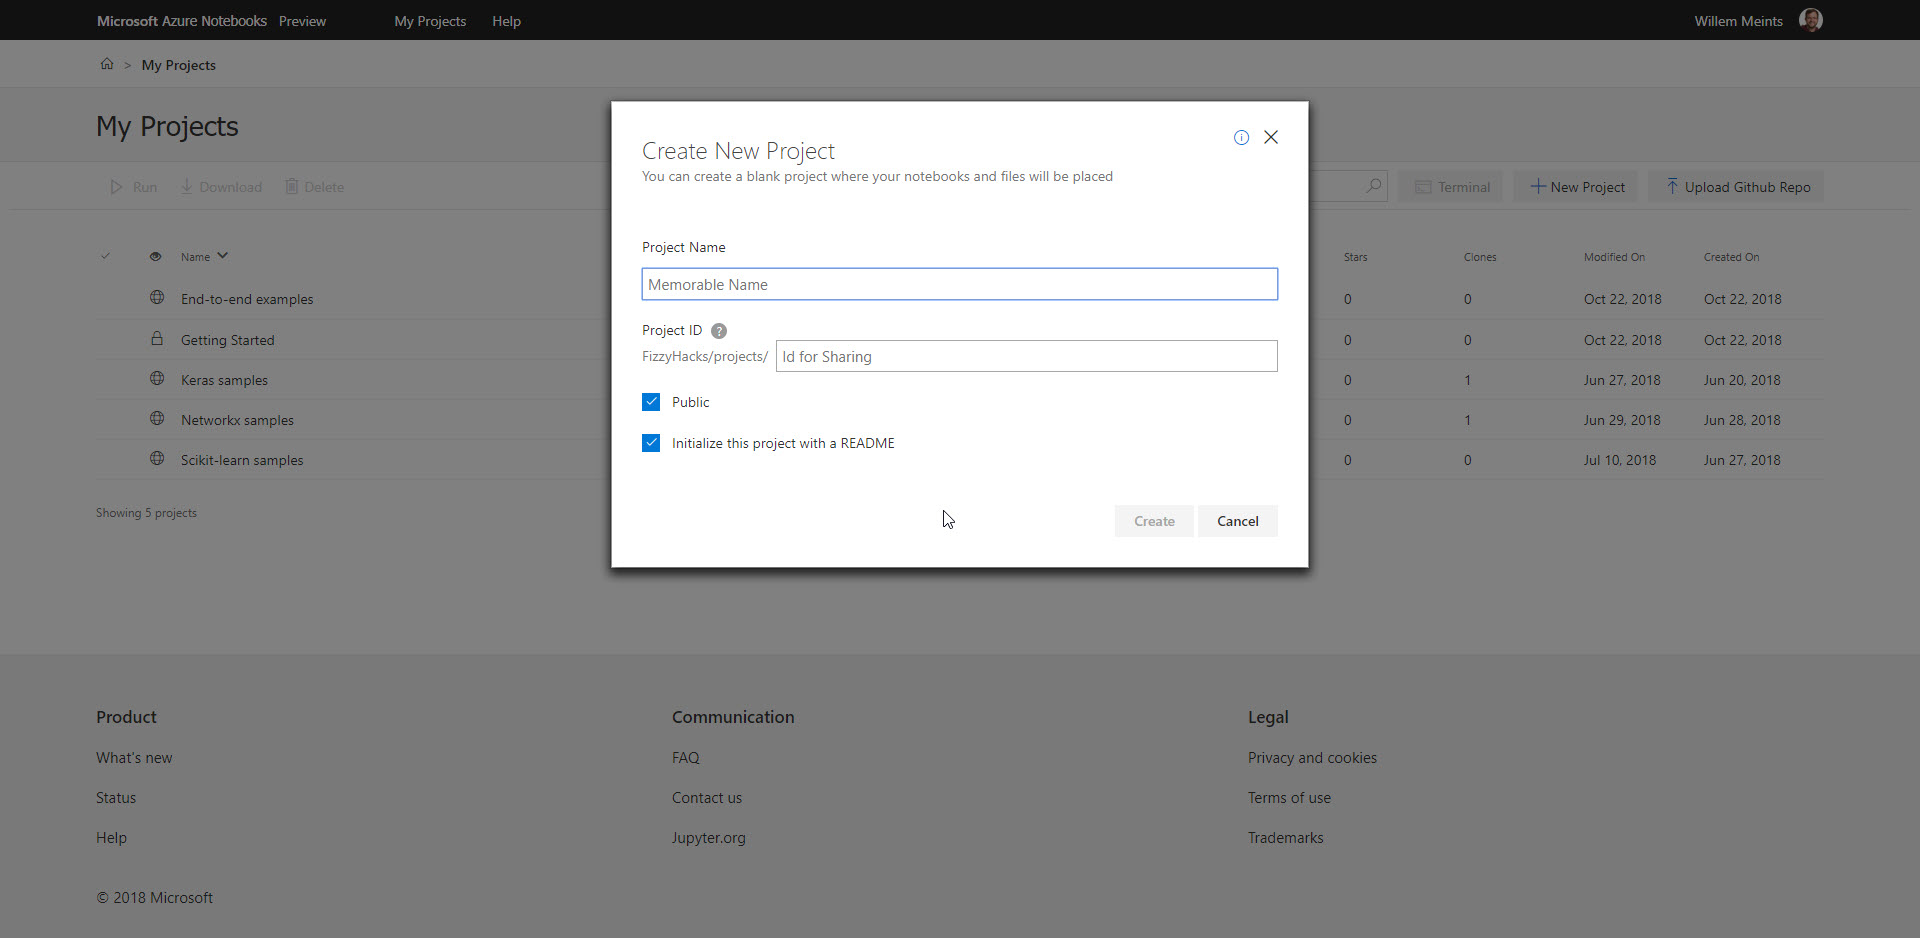 Microsoft Azure Notebooks Preview My Projects Help Willem Meints
> My Projects
My Projects
Run Download Delete Terminal New Project Upload Github Repo
Create New Project
You can create a blank project where your notebooks and files will be placed
Project Name
Memorable Name
Project ID ?
FizzyHacks/projects/ Id for Sharing
Public
Initialize this project with a README
Create Cancel
Name Stars Clones Modified On Created On
End-to-end examples 0 0 Oct 22, 2018 Oct 22, 2018
Getting Started 0 0 Oct 22, 2018 Oct 22, 2018
Keras samples 0 1 Jun 27, 2018 Jun 20, 2018
Networkx samples 0 1 Jun 29, 2018 Jun 28, 2018
Scikit-learn samples 0 0 Jul 10, 2018 Jun 27, 2018
Showing 5 projects
Product
What's new
Status
Help
Communication
FAQ
Contact us
Jupyter.org
Legal
Privacy and cookies
Terms of use
Trademarks
© 2018 Microsoft